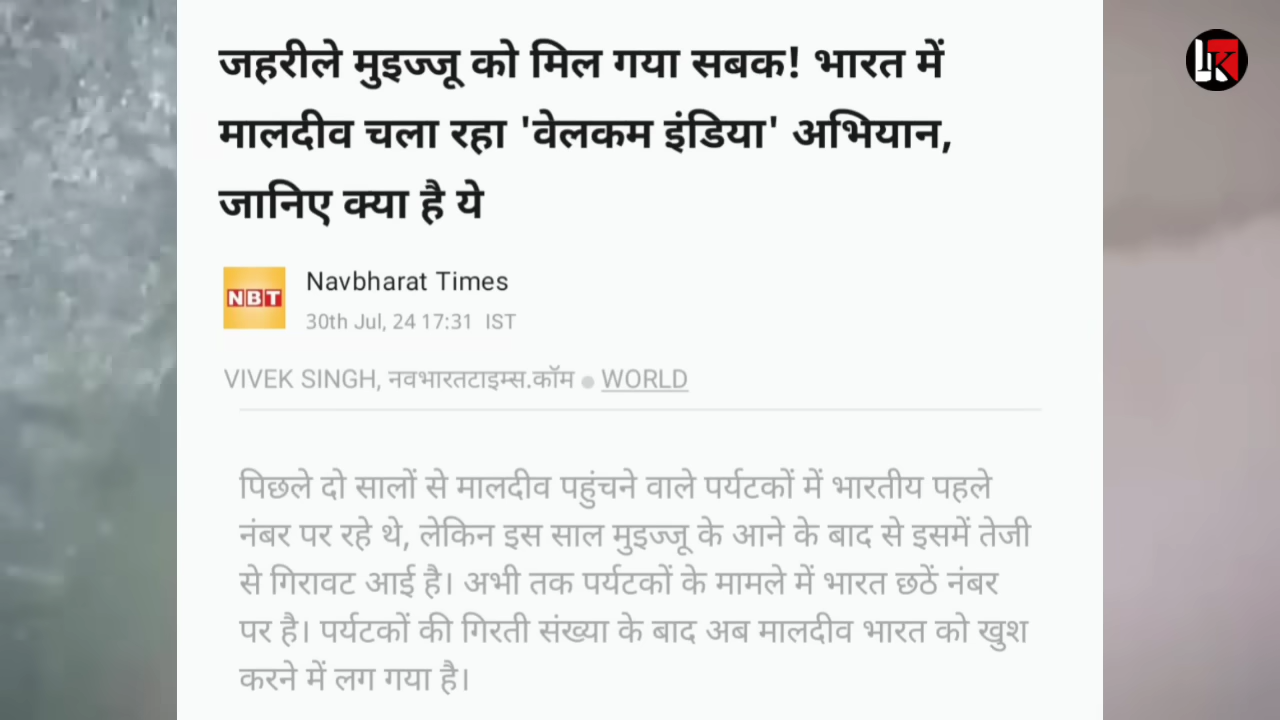 जहरीले मुइज्जू को मिल गया सबक! भारत में
मालदीव चला रहा 'वेलकम इंडिया' अभियान,
जानिए क्या है ये
NBT
Navbharat Times
30th Jul, 24 17:31 IST
VIVEK SINGH, नवभारतटाइम्स.कॉम ● WORLD
पिछले दो सालों से मालदीव पहुंचने वाले पर्यटकों में भारतीय पहले
नंबर पर रहे थे, लेकिन इस साल मुइज्जू के आने के बाद से इसमें तेजी
से गिरावट आई है। अभी तक पर्यटकों के मामले में भारत छठें नंबर
पर है। पर्यटकों की गिरती संख्या के बाद अब मालदीव भारत को खुश
करने में लग गया है।